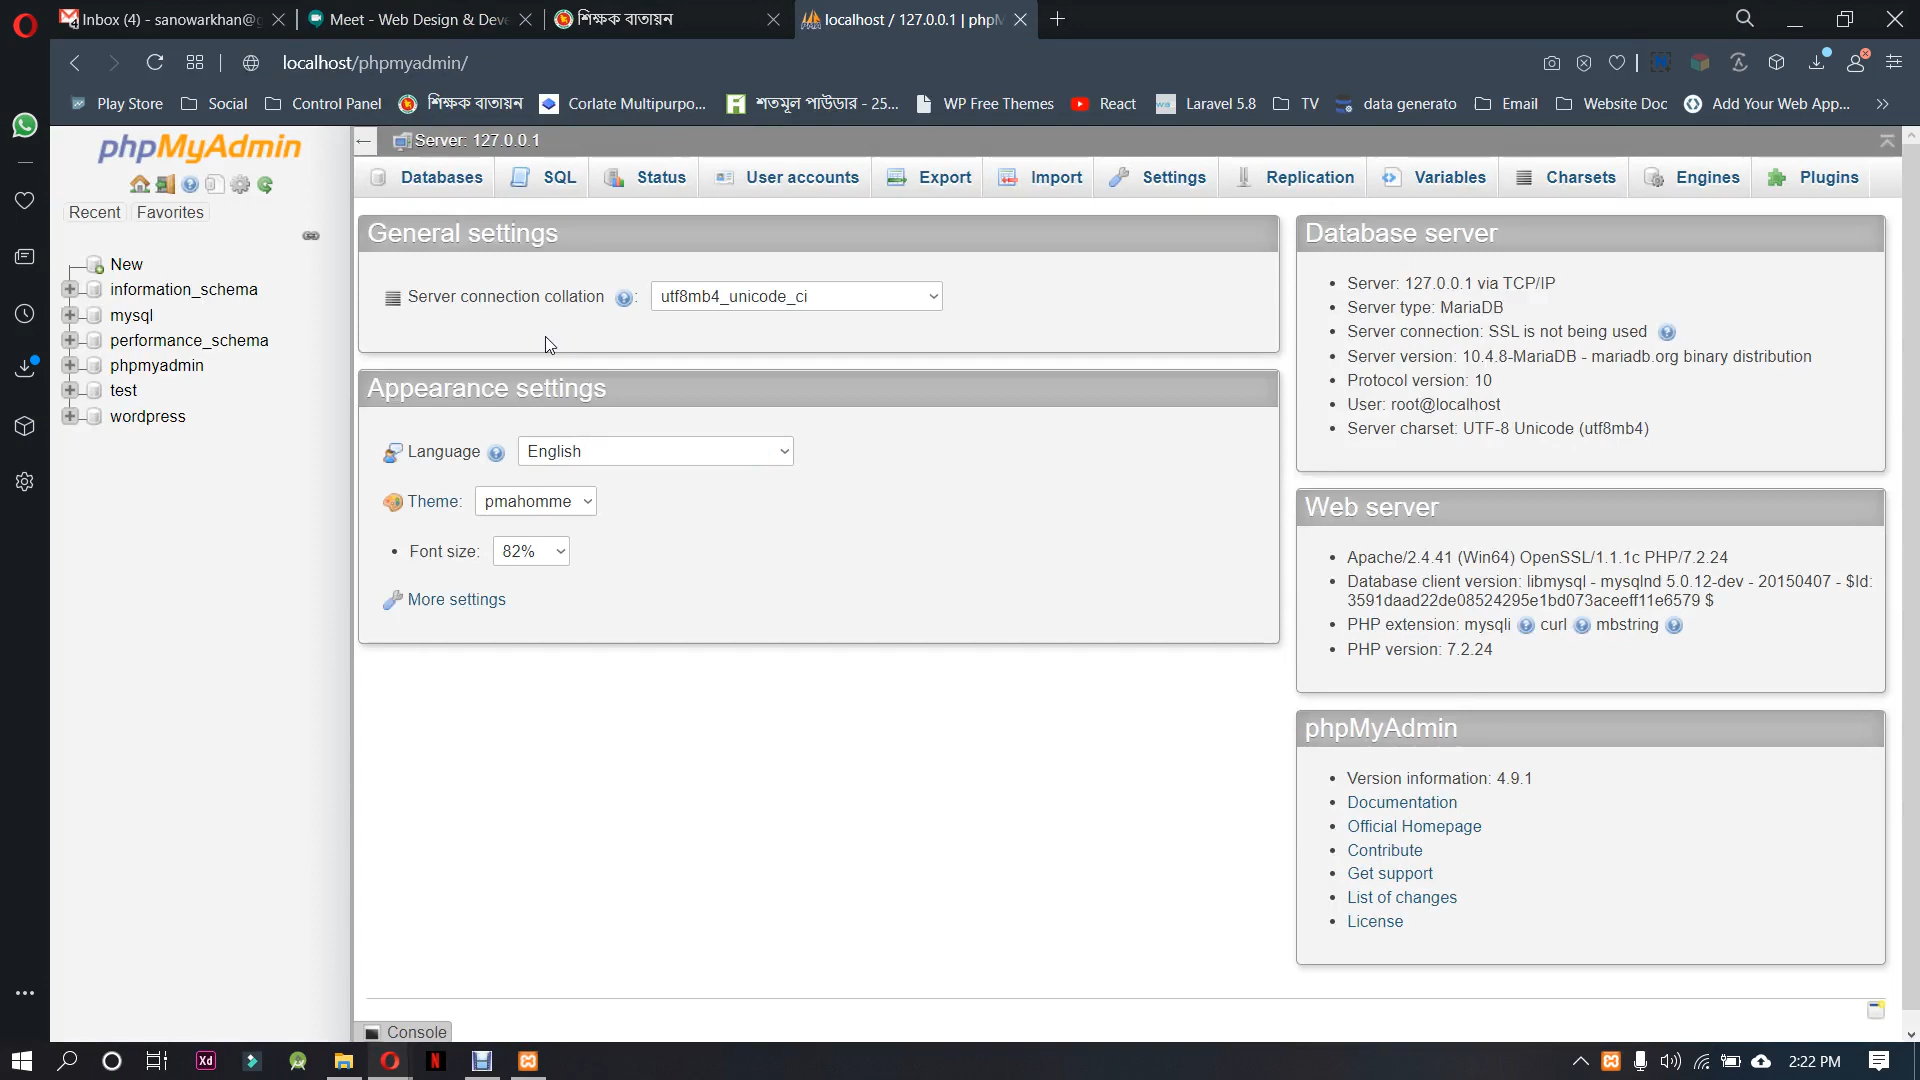 Inbox (4) - sanowarkhan@g
Meet - Web Design & Deve
শিক্ষক বাতায়ন
localhost / 127.0.0.1 | phpM
localhost/phpmyadmin/
Play Store
Social
Control Panel
শিক্ষক বাতায়ন
Corlate Multipurpo...
শতমূল পাউডার - 25...
WP Free Themes
React
Laravel 5.8
TV
data generato
Email
Website Doc
Add Your Web App...
phpMyAdmin
Recent
Favorites
New
information_schema
mysql
performance_schema
phpmyadmin
test
wordpress
Server: 127.0.0.1
Databases
SQL
Status
User accounts
Export
Import
Settings
Replication
Variables
Charsets
Engines
Plugins
General settings
Server connection collation : utf8mb4_unicode_ci
Appearance settings
Language English
Theme: pmahomme
Font size: 82%
More settings
Database server
Server: 127.0.0.1 via TCP/IP
Server type: MariaDB
Server connection: SSL is not being used
Server version: 10.4.8-MariaDB - mariadb.org binary distribution
Protocol version: 10
User: root@localhost
Server charset: UTF-8 Unicode (utf8mb4)
Web server
Apache/2.4.41 (Win64) OpenSSL/1.1.1c PHP/7.2.24
Database client version: libmysql - mysqlnd 5.0.12-dev - 20150407 - $Id:
3591daad22de08524295e1bd073aceeff11e6579 $
PHP extension: mysqli curl mbstring
PHP version: 7.2.24
phpMyAdmin
Version information: 4.9.1
Documentation
Official Homepage
Contribute
Get support
List of changes
License
Console
Xd
N
2:22 PM